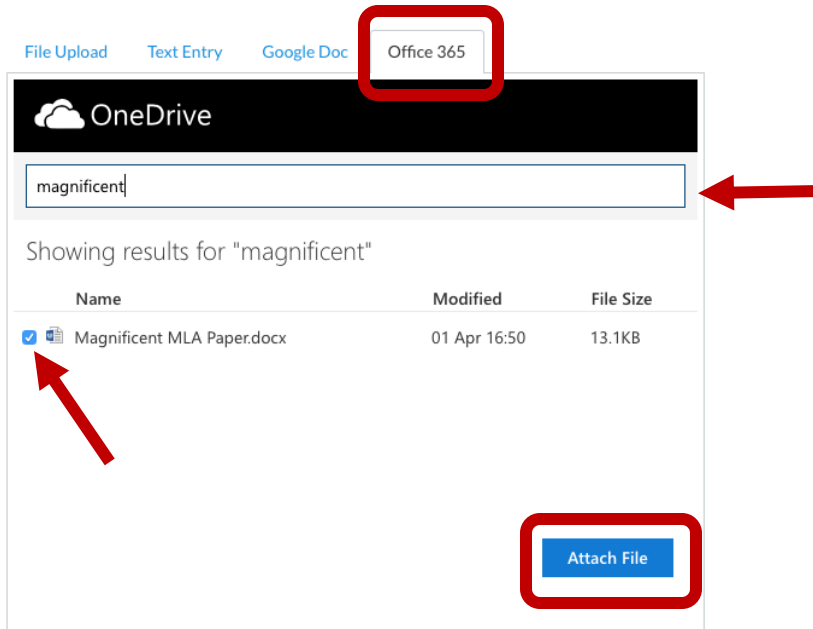 File Upload Text Entry Google Doc Office 365
OneDrive
magnificent
Showing results for "magnificent"
Name Modified File Size
Magnificent MLA Paper.docx 01 Apr 16:50 13.1KB
Attach File